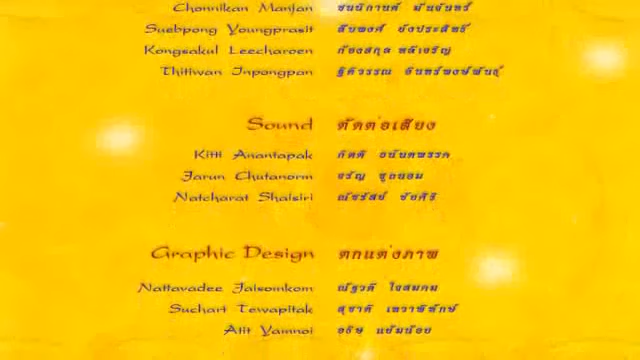 Chonnikan Manjan ชนนิกานต์ มั่นจันทร์
Suebpong Youngprasit สืบพงศ์ ยังประสิทธิ์
Kongsakul Leecharoen ก้องสกุล หลีเจริญ
Thitiwan Inpongpan ฐิติวรรณ อินทร์พงษ์พันธุ์
Sound ตัดต่อเสียง
Kitti Anantapak กิตติ อนันตพรรค
Jarun Chutanorm จรัญ ชูถนอม
Natcharat Shaisiri ณัชรัสย์ ชัยศิริ
Graphic Design ตกแต่งภาพ
Nattavadee Jaisomkom ณัฐวดี ใจสมคม
Suchart Tewapitak สุชาติ เทวาพิทักษ์
Atit Yamnoi อธิษ แย้มน้อย